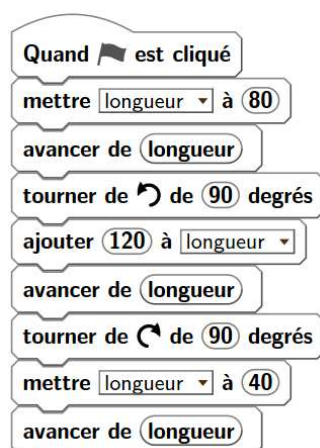 Quand est cliqué
mettre longueur à 80
avancer de longueur
tourner de de 90 degrés
ajouter 120 à longueur
avancer de longueur
tourner de de 90 degrés
mettre longueur à 40
avancer de longueur